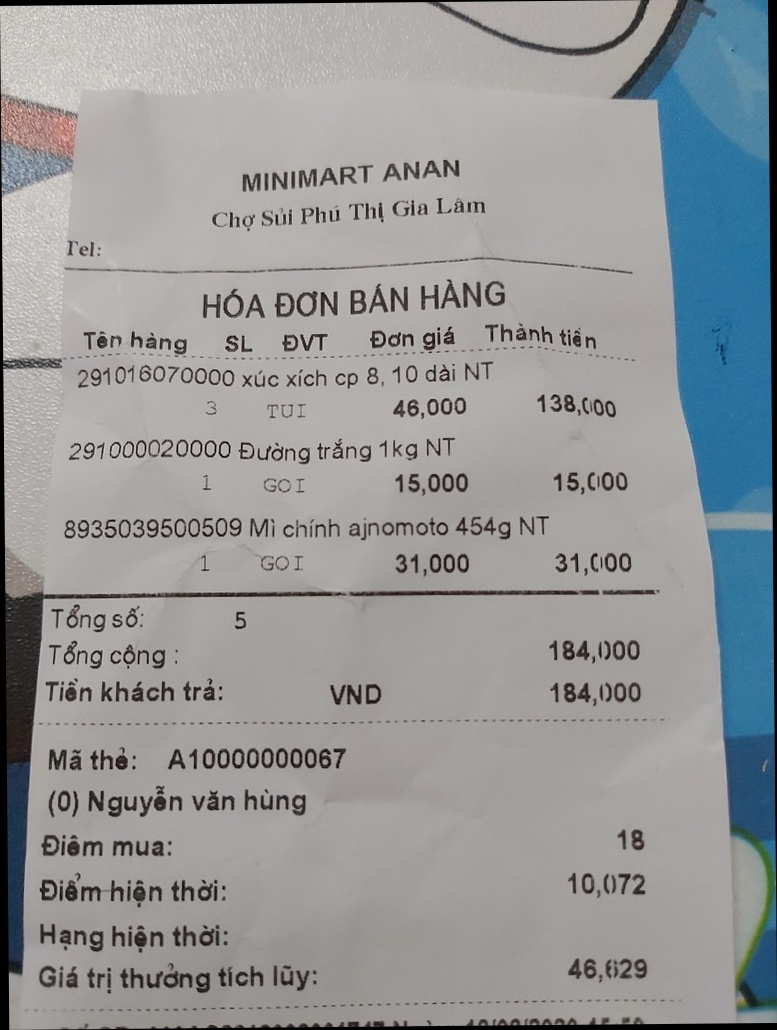 MINIMART ANAN
Chợ Sủi Phú Thị Gia Lâm
Tel:
HÓA ĐƠN BÁN HÀNG
Tên hàng SL ĐVT Đơn giá Thành tiền
291016070000 xúc xích cp 8, 10 dài NT
3 TUI 46,000 138,000
291000020000 Đường trắng 1kg NT
1 GOI 15,000 15,000
8935039500509 Mì chính ajnomoto 454g NT
1 GOI 31,000 31,000
Tổng số: 5
Tổng cộng : 184,000
Tiền khách trả: VND 184,000
Mã thẻ: A10000000067
(0) Nguyễn văn hùng
Điểm mua: 18
Điểm hiện thời: 10,072
Hạng hiện thời:
Giá trị thưởng tích lũy: 46,629